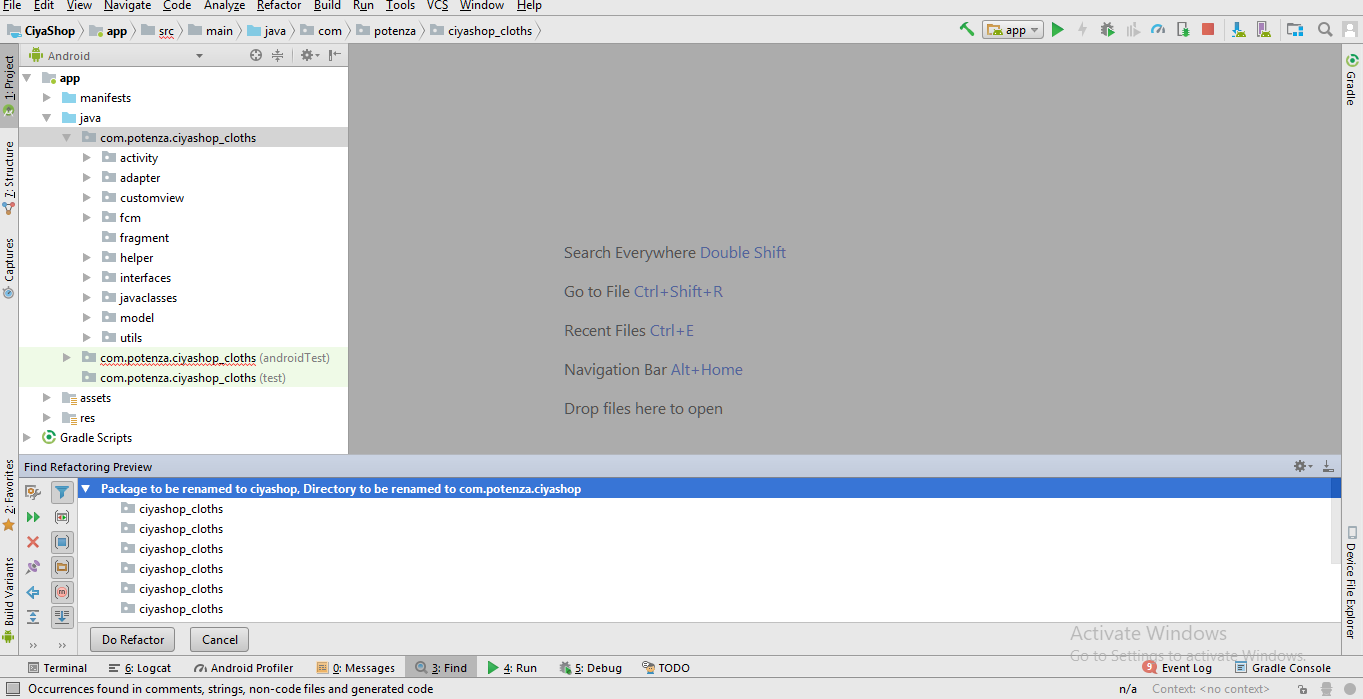 File Edit View Navigate Code Analyze Refactor Build Run Tools VCS Window Help
CiyaShop app src main java com potenza ciyashop_cloths app
1: Project
7: Structure
Captures
2: Favorites
Build Variants
Android
app
manifests
java
com.potenza.ciyashop_cloths
activity
adapter
customview
fcm
fragment
helper
interfaces
javaclasses
model
utils
com.potenza.ciyashop_cloths (androidTest)
com.potenza.ciyashop_cloths (test)
assets
res
Gradle Scripts
Search Everywhere Double Shift
Go to File Ctrl+Shift+R
Recent Files Ctrl+E
Navigation Bar Alt+Home
Drop files here to open
Gradle
Device File Explorer
Find Refactoring Preview
Package to be renamed to ciyashop, Directory to be renamed to com.potenza.ciyashop
ciyashop_cloths
ciyashop_cloths
ciyashop_cloths
ciyashop_cloths
ciyashop_cloths
ciyashop_cloths
Do Refactor Cancel
Activate Windows
Go to Settings to activate Windows.
Terminal 6: Logcat Android Profiler 0: Messages 3: Find 4: Run 5: Debug TODO 9 Event Log Gradle Console
Occurrences found in comments, strings, non-code files and generated code n/a Context: <no context>